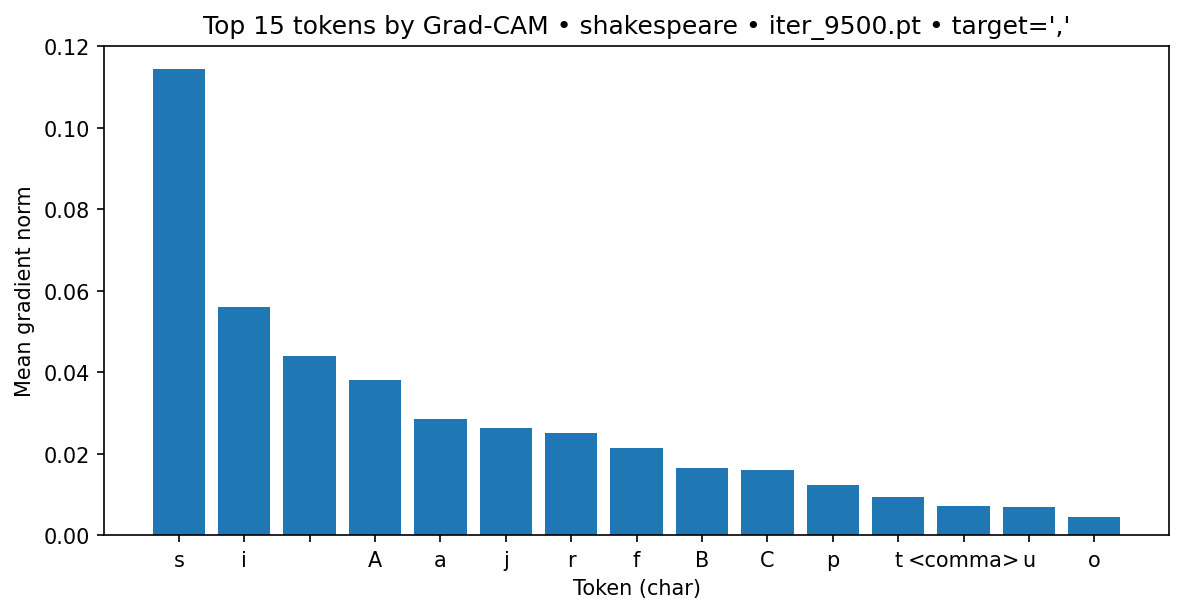 Top 15 tokens by Grad-CAM • shakespeare • iter_9500.pt • target=','
Mean gradient norm
0.12
0.10
0.08
0.06
0.04
0.02
0.00
s i A a j r f B C p t <comma> u o
Token (char)